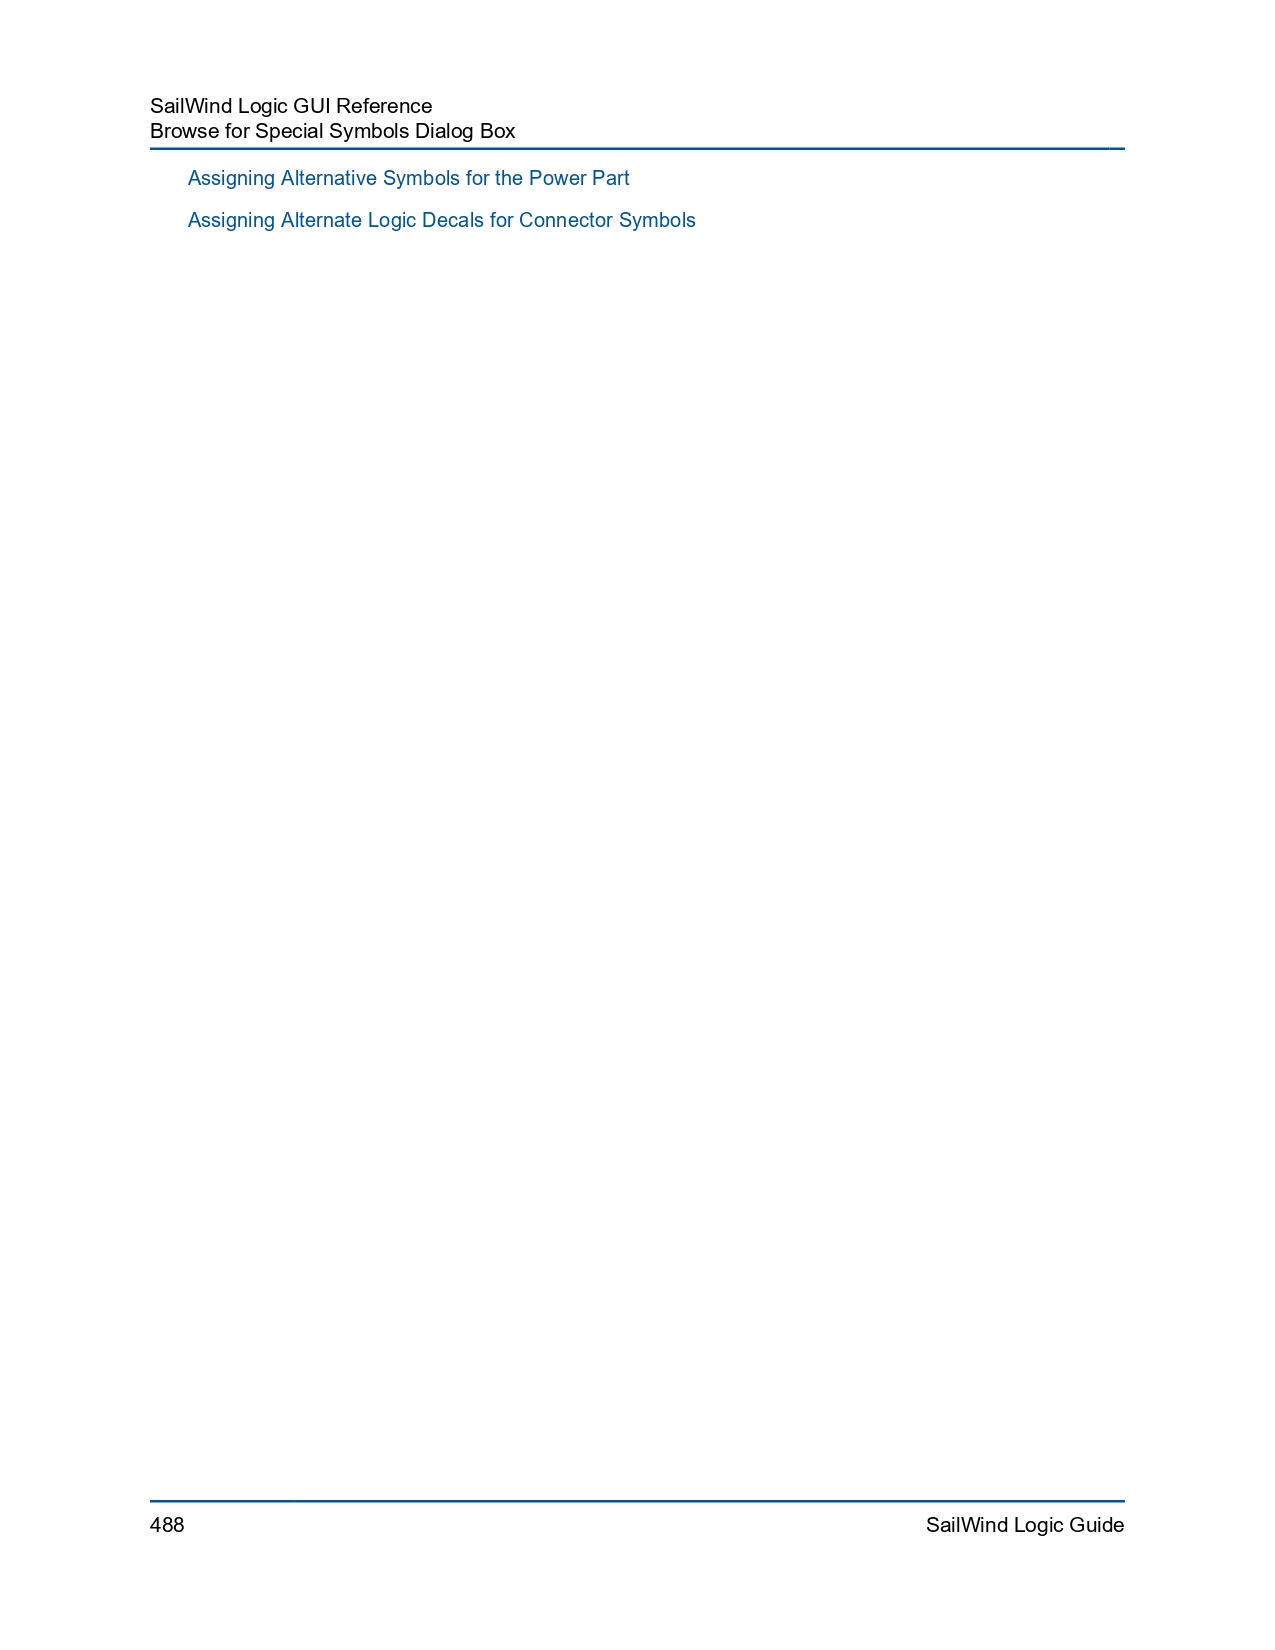 SailWind Logic GUI Reference
Browse for Special Symbols Dialog Box
Assigning Alternative Symbols for the Power Part
Assigning Alternate Logic Decals for Connector Symbols
488
SailWind Logic Guide